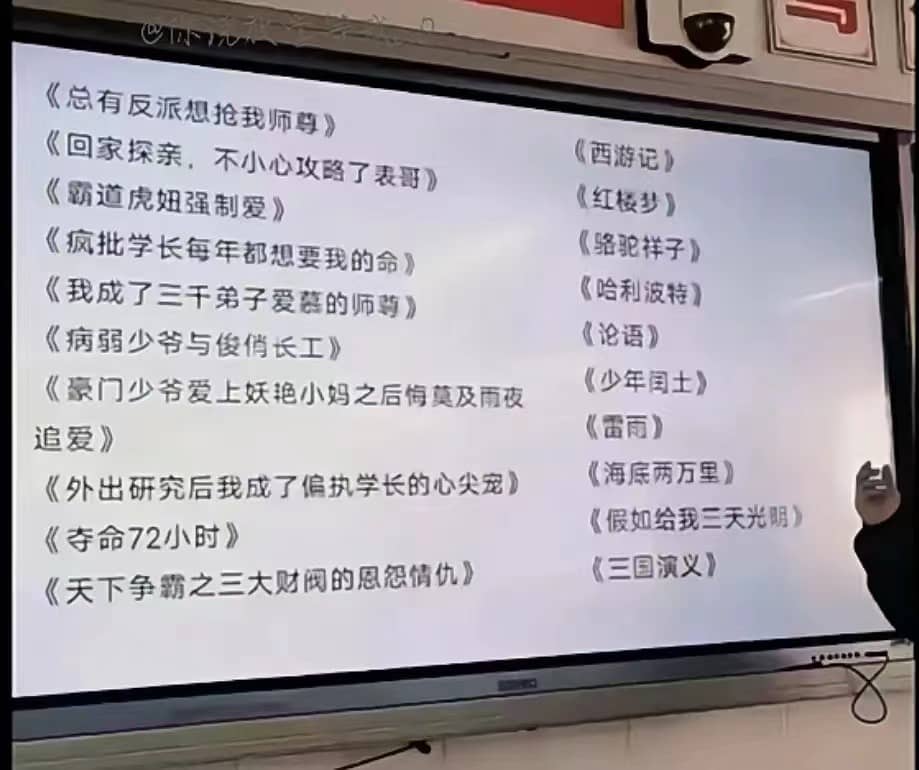 《总有反派想抢我师尊》
《回家探亲，不小心攻略了表哥》
《霸道虎妞强制爱》
《疯批学长每年都想要我的命》
《我成了三千弟子爱慕的师尊》
《病弱少爷与俊俏长工》
《豪门少爷爱上妖艳小妈之后悔莫及雨夜
追爱》
《外出研究后我成了偏执学长的心尖宠》
《夺命72小时》
《天下争霸之三大财阀的恩怨情仇》
《西游记》
《红楼梦》
《骆驼祥子》
《哈利波特》
《论语》
《少年闰土》
《雷雨》
《海底两万里》
《假如给我三天光明》
《三国演义》